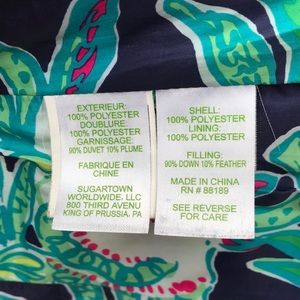 EXTERIEUR:
100% POLYESTER
DOUBLURE:
100% POLYESTER
GARNISSAGE:
90% DUVET 10% PLUME
FABRIQUE EN
CHINE
SUGARTOWN
WORLDWIDE, LLC
800 THIRD AVENU
KING OF PRUSSIA, PA
SHELL:
100% POLYESTER
LINING:
100% POLYESTER
FILLING:
90% DOWN 10% FEATHER
MADE IN CHINA
RN # 88189
SEE REVERSE
FOR CARE